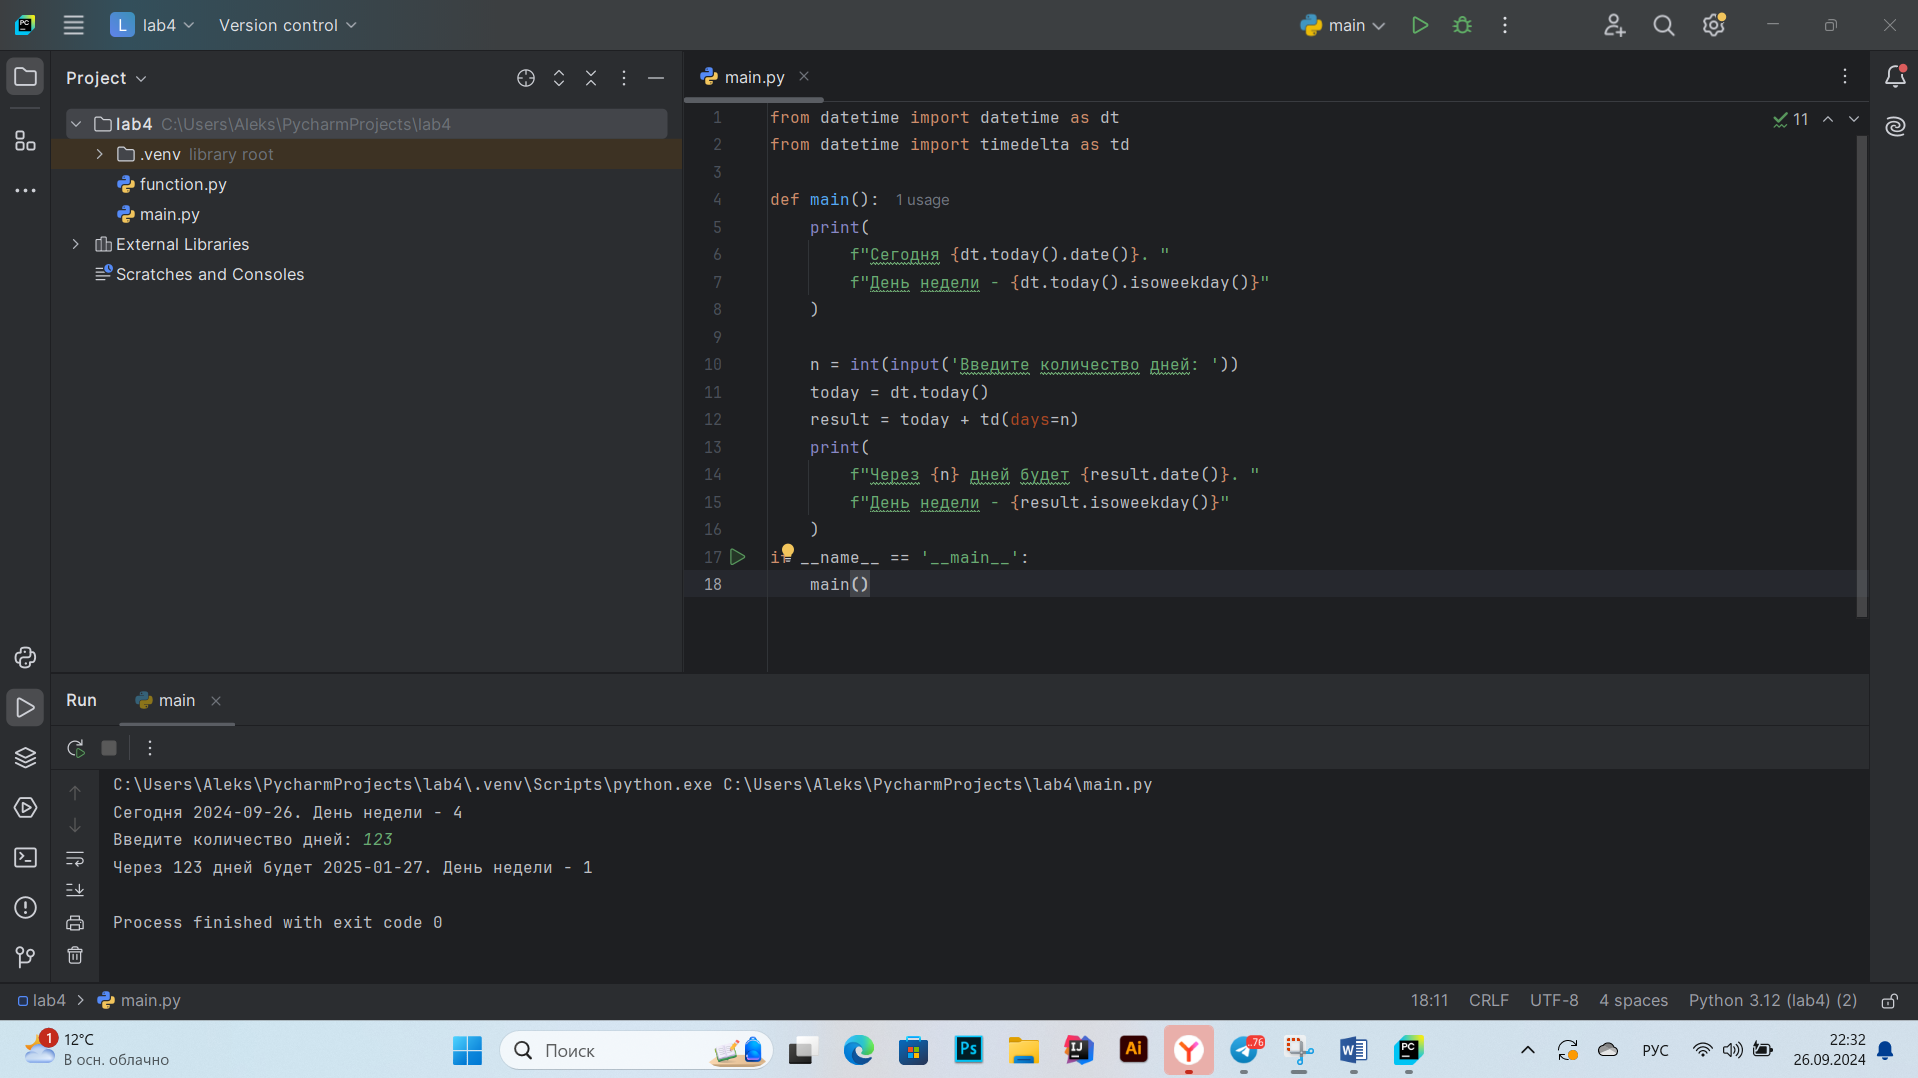 L lab4 Version control main
Project
main.py
lab4 C:\Users\Aleks\PycharmProjects\lab4
.venv library root
function.py
main.py
External Libraries
Scratches and Consoles
11
1 from datetime import datetime as dt
2 from datetime import timedelta as td
3
4 def main(): 1 usage
5 print(
6 f"Сегодня {dt.today().date()}. "
7 f"День недели - {dt.today().isoweekday()}"
8 )
9
10 n = int(input('Введите количество дней: '))
11 today = dt.today()
12 result = today + td(days=n)
13 print(
14 f"Через {n} дней будет {result.date()}. "
15 f"День недели - {result.isoweekday()}"
16 )
17 if __name__ == '__main__':
18 main()
Run main
C:\Users\Aleks\PycharmProjects\lab4\.venv\Scripts\python.exe C:\Users\Aleks\PycharmProjects\lab4\main.py
Сегодня 2024-09-26. День недели - 4
Введите количество дней: 123
Через 123 дней будет 2025-01-27. День недели - 1
Process finished with exit code 0
lab4 main.py 18:11 CRLF UTF-8 4 spaces Python 3.12 (lab4) (2)
1 12°C
В осн. облачно
Поиск
Ps
IJ
Ai
Y
..76
W
PC
РУС
22:32
26.09.2024